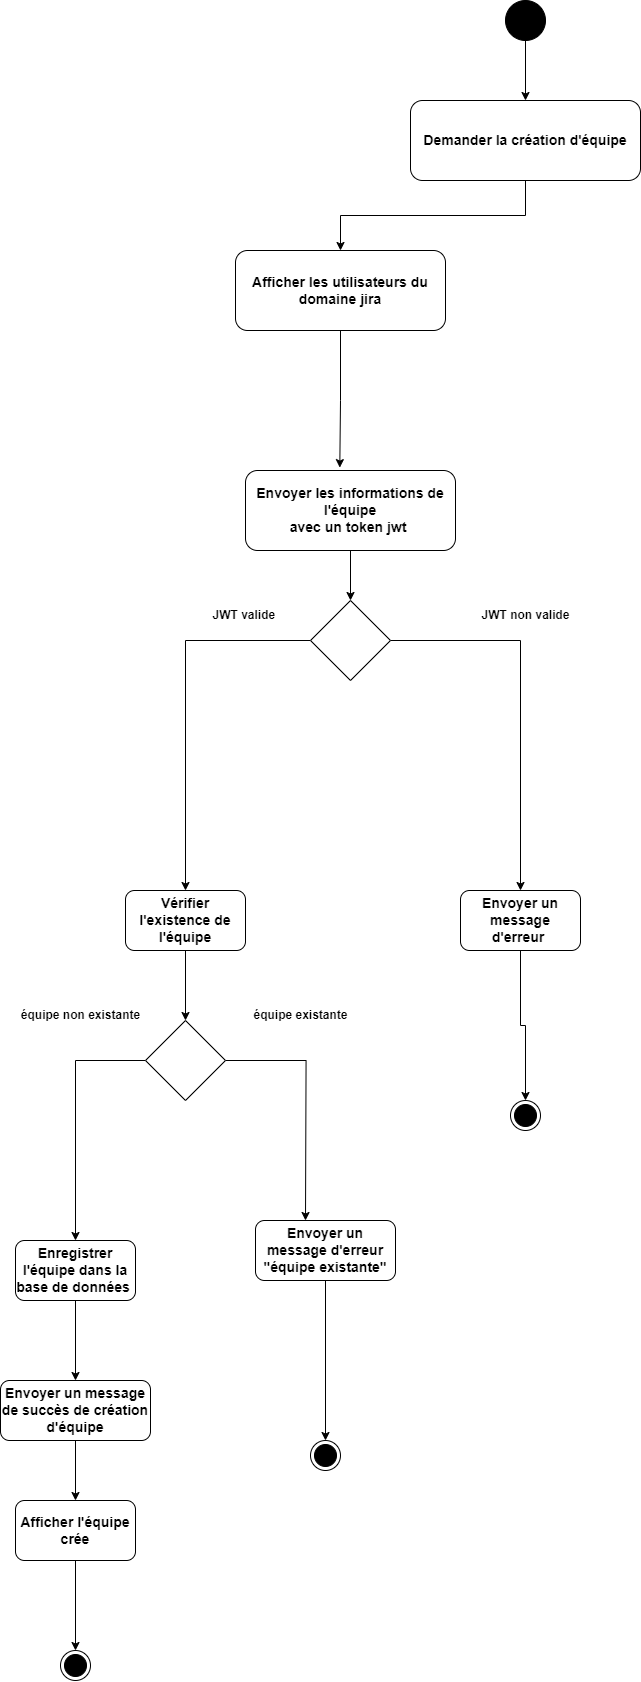 Demander la création d'équipe
Afficher les utilisateurs du
domaine jira
Envoyer les informations de
l'équipe
avec un token jwt
JWT valide
JWT non valide
Vérifier
l'existence de
l'équipe
Envoyer un
message
d'erreur
équipe non existante
équipe existante
Envoyer un
message d'erreur
"équipe existante"
Enregistrer
l'équipe dans la
base de données
Envoyer un message
de succès de création
d'équipe
Afficher l'équipe
crée